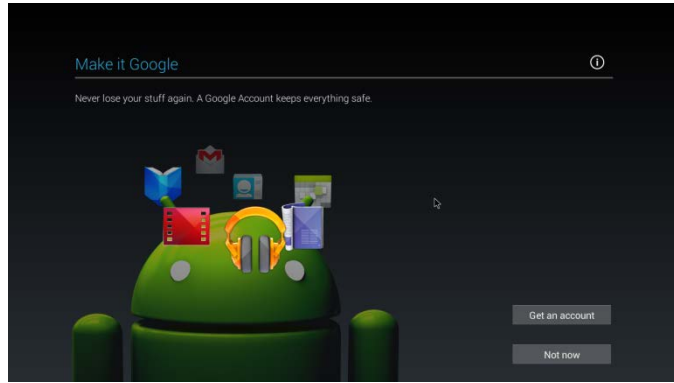 Make it Google
Never lose your stuff again. A Google Account keeps everything safe.
Get an account
Not now